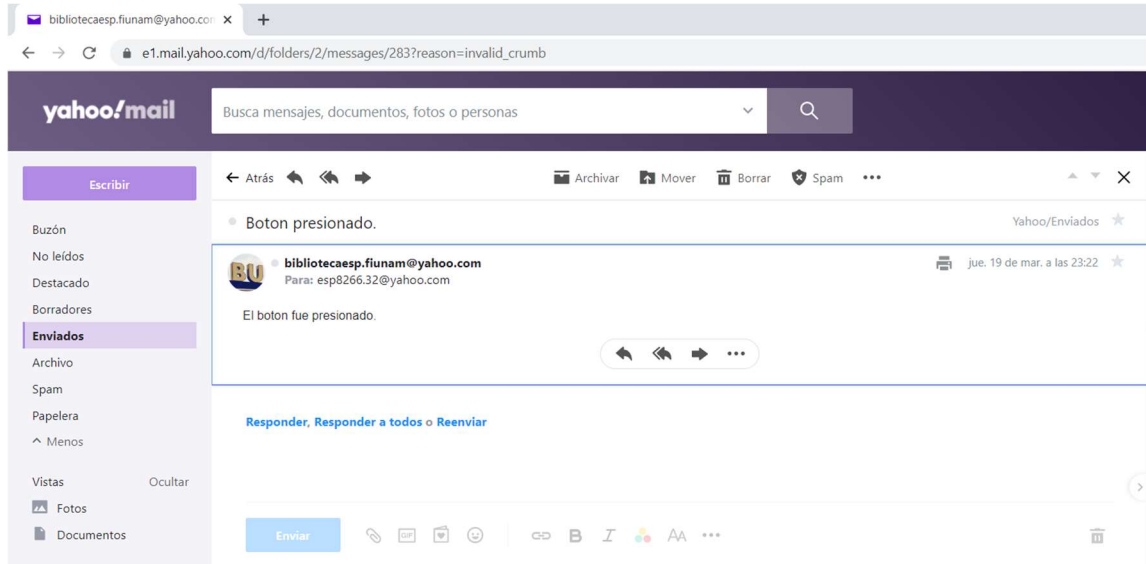 bibliotecaesp.fiunam@yahoo.con
e1.mail.yahoo.com/d/folders/2/messages/283?reason=invalid_crumb
yahoo!mail
Busca mensajes, documentos, fotos o personas
Escribir
Atrás
Archivar Mover Borrar Spam
Boton presionado.
Yahoo/Enviados
Buzón
No leídos
Destacado
Borradores
Enviados
Archivo
Spam
Papelera
Menos
Vistas Ocultar
Fotos
Documentos
BU
bibliotecaesp.fiunam@yahoo.com
jue. 19 de mar. a las 23:22
Para: esp8266.32@yahoo.com
El boton fue presionado.
Responder, Responder a todos o Reenviar
Enviar
GIF
B I AA